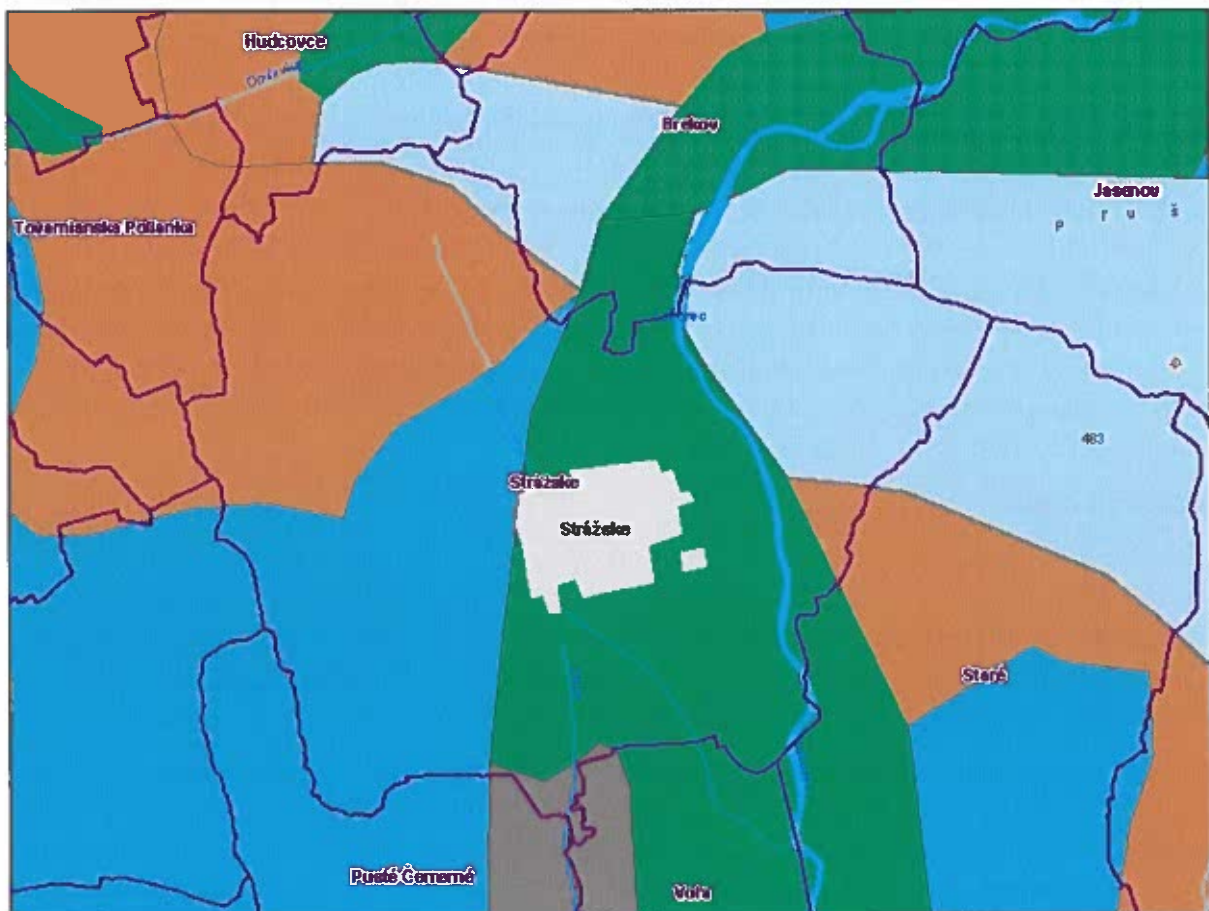 Hudcovce
Brekov
Jasenov
P r u š
Tovarnianska Polianka
483
Strážske
Strážske
Staré
Pusté Čemerné
Voľa